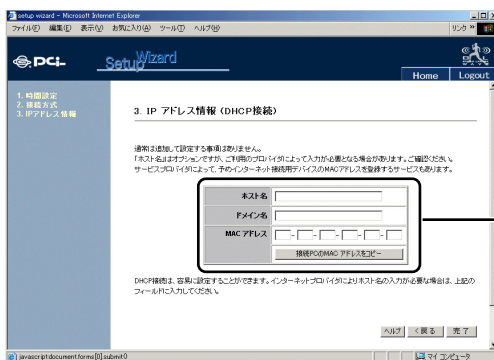 setup wizard - Microsoft Internet Explorer
ファイル(F) 編集(E) 表示(V) お気に入り(A) ツール(T) ヘルプ(H)
リンク »
PCi
Setup Wizard
Home Logout
1. 時間設定
2. 接続方式
3. IPアドレス情報
3. IP アドレス情報 (DHCP接続)
通常は追加して設定する事項はありません。
「ホスト名」はオプションですが、ご利用のプロバイダによって入力が必要となる場合があります。ご確認ください。
サービスプロバイダによって、予めインターネット接続用デバイスのMACアドレスを登録するサービスもあります。
ホスト名
ドメイン名
MAC アドレス - - - - -
接続PCのMAC アドレスをコピー
DHCP接続は、容易に設定することができます。インターネットプロバイダによりホスト名の入力が必要な場合は、上記の
フィールドに入力してください。
ヘルプ < 戻る 完了
javascript:document.forms[0].submit()
マイ コンピュータ